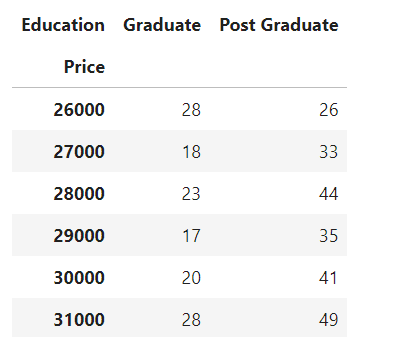 Education Graduate Post Graduate
Price
26000 28 26
27000 18 33
28000 23 44
29000 17 35
30000 20 41
31000 28 49